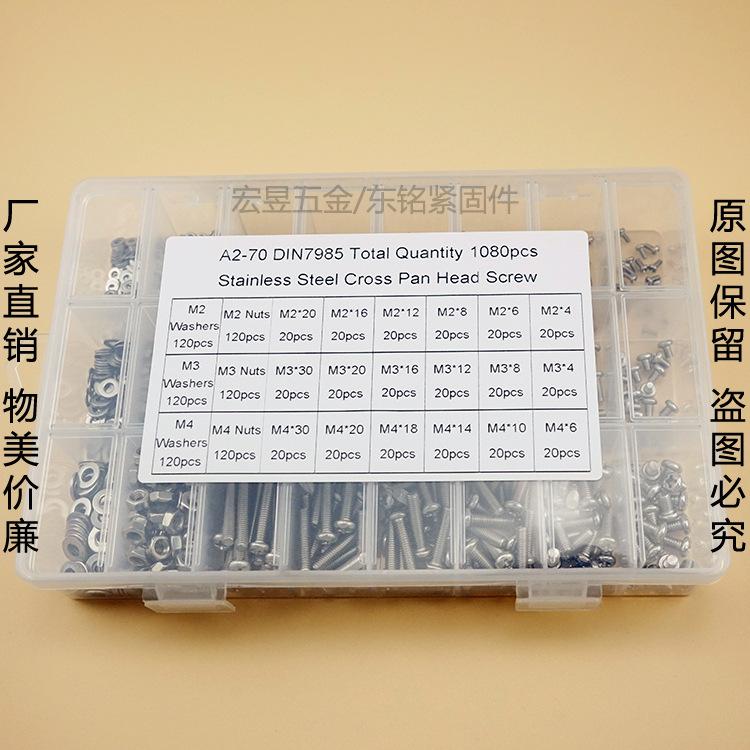 宏昱五金/东铭紧固件
厂家直销 物美价廉
原图保留 盗图必究
A2-70 DIN7985 Total Quantity 1080pcs
Stainless Steel Cross Pan Head Screw
M2 Washers 120pcs
M2 Nuts 120pcs
M2*20 20pcs
M2*16 20pcs
M2*12 20pcs
M2*8 20pcs
M2*6 20pcs
M2*4 20pcs
M3 Washers 120pcs
M3 Nuts 120pcs
M3*30 20pcs
M3*20 20pcs
M3*16 20pcs
M3*12 20pcs
M3*8 20pcs
M3*4 20pcs
M4 Washers 120pcs
M4 Nuts 120pcs
M4*30 20pcs
M4*20 20pcs
M4*18 20pcs
M4*14 20pcs
M4*10 20pcs
M4*6 20pcs